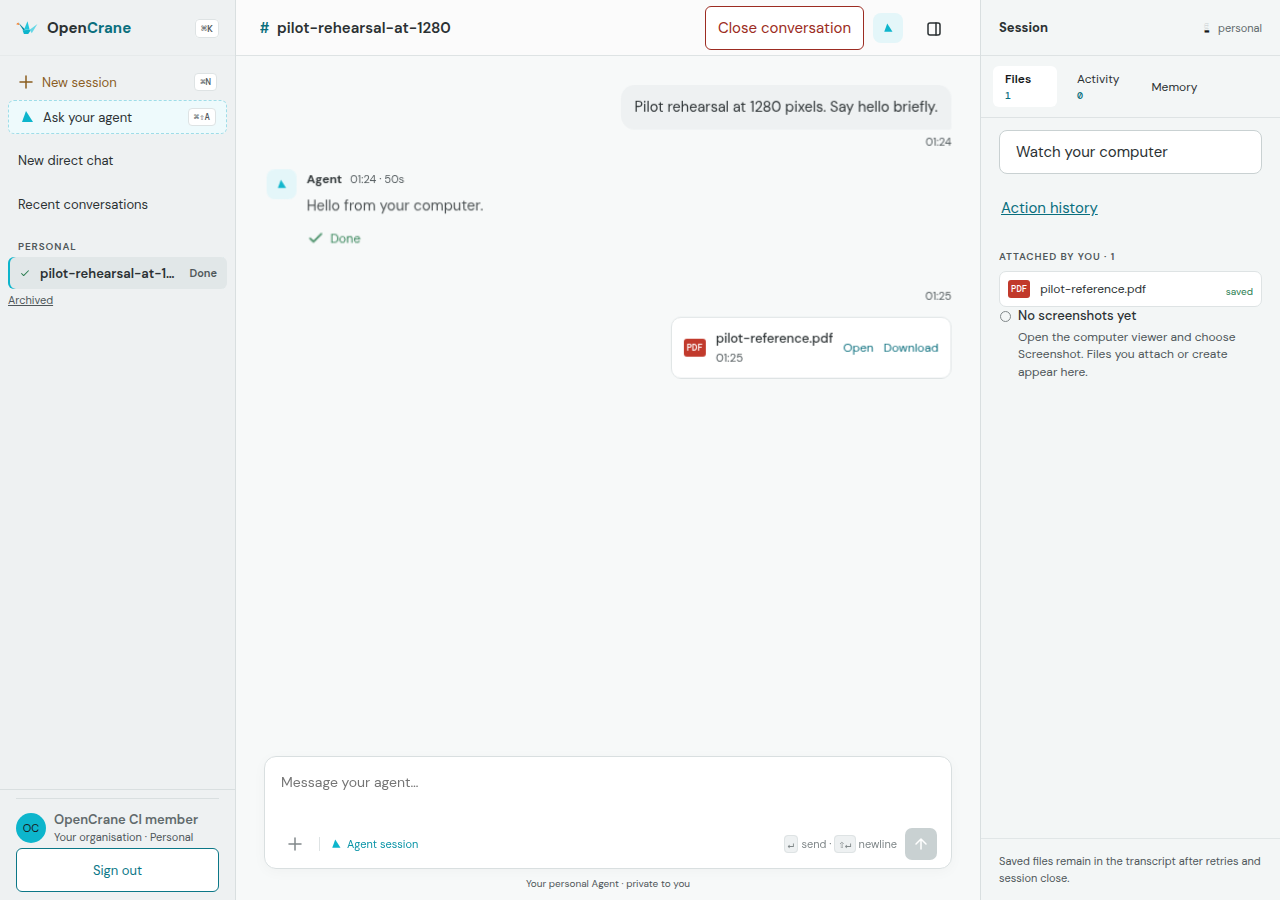 OpenCrane
⌘K
New session
⌘N
Ask your agent
⌘⇧A
New direct chat
Recent conversations
PERSONAL
pilot-rehearsal-at-1… Done
Archived
OC
OpenCrane CI member
Your organisation · Personal
Sign out
# pilot-rehearsal-at-1280
Close conversation
Pilot rehearsal at 1280 pixels. Say hello briefly.
01:24
Agent 01:24 · 50s
Hello from your computer.
Done
01:25
PDF
pilot-reference.pdf
01:25
Open Download
Message your agent…
Agent session
↵ send · ⇧↵ newline
Your personal Agent · private to you
Session
personal
Files
1
Activity
0
Memory
Watch your computer
Action history
ATTACHED BY YOU · 1
PDF pilot-reference.pdf saved
No screenshots yet
Open the computer viewer and choose
Screenshot. Files you attach or create
appear here.
Saved files remain in the transcript after retries and
session close.